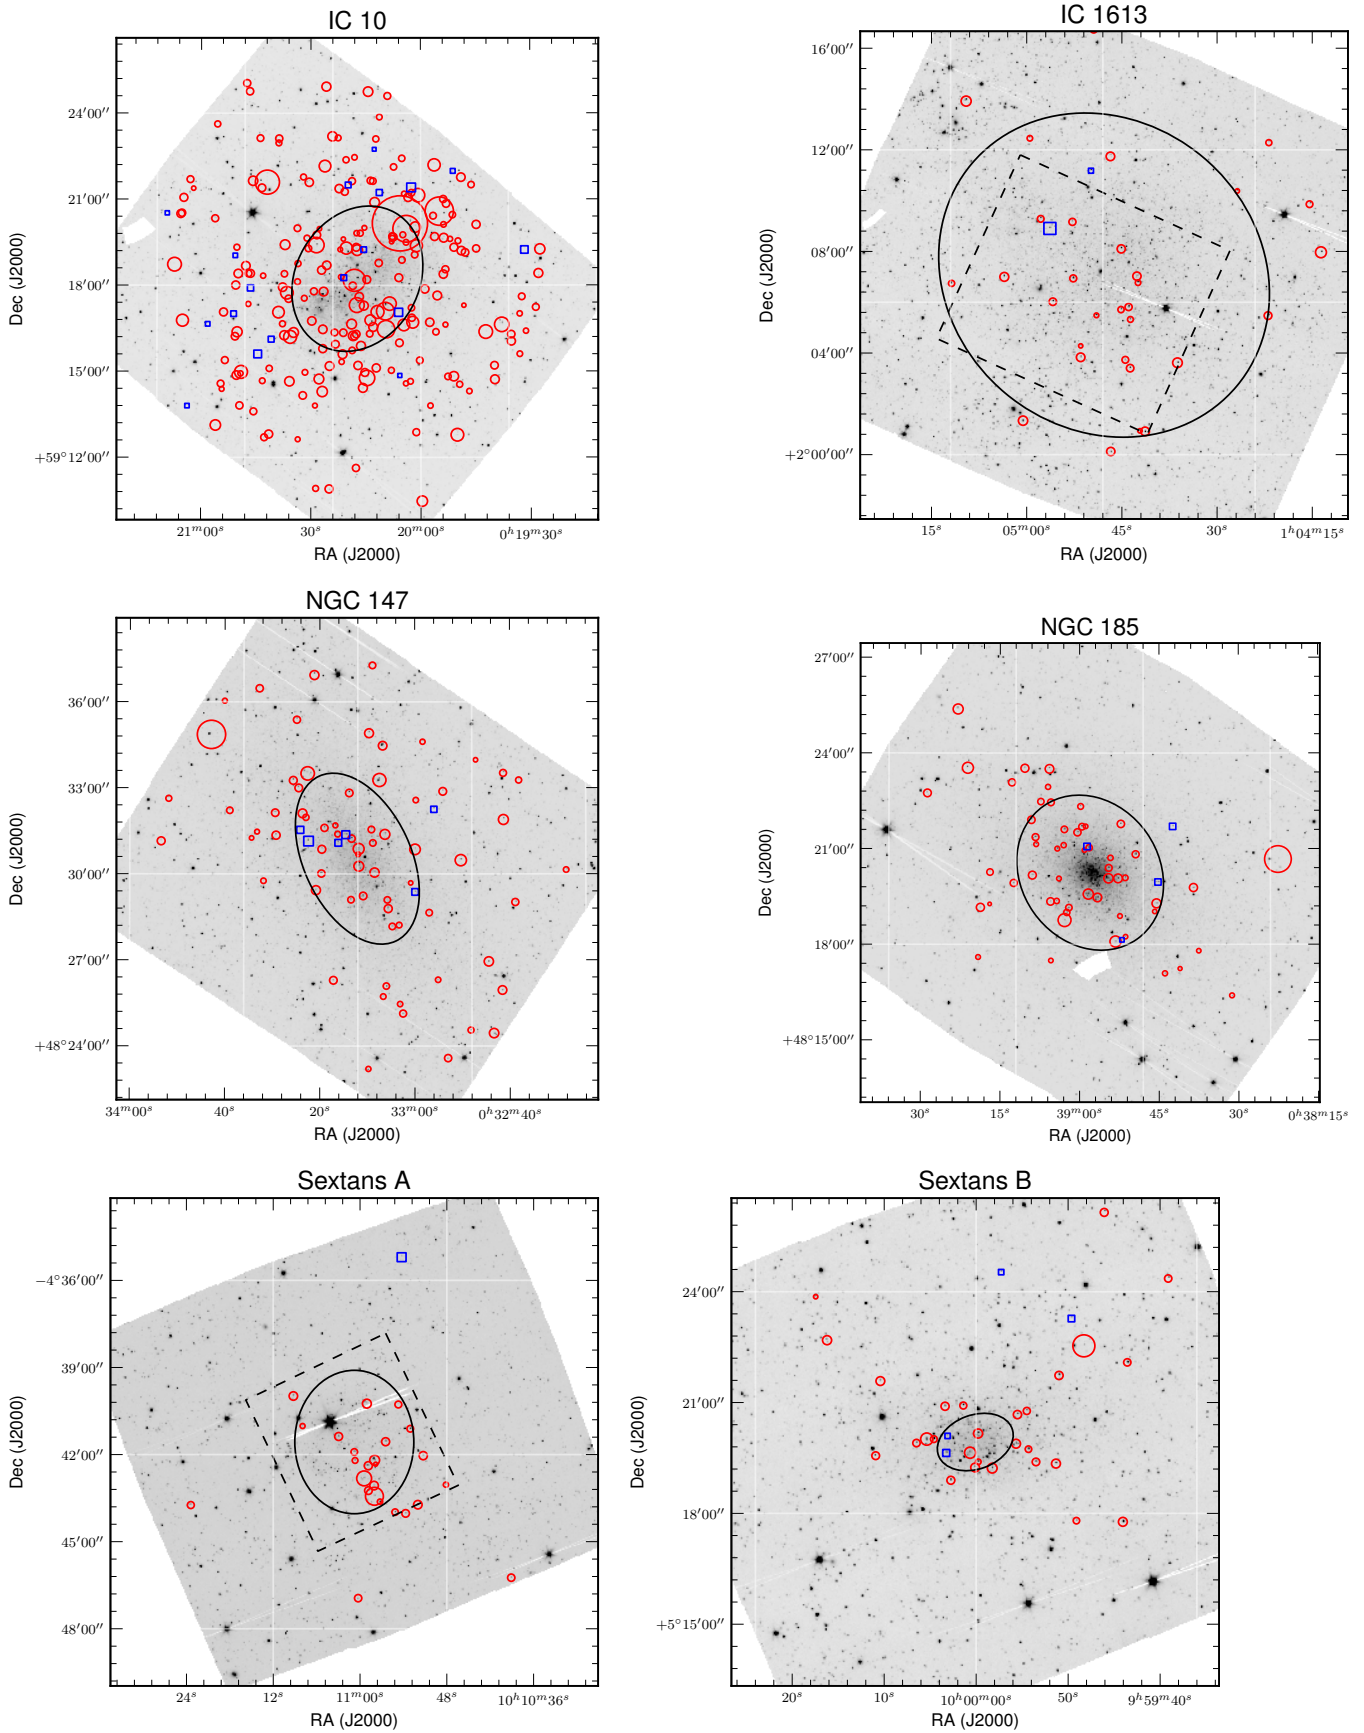 IC 10
Dec (J2000)
24′00″
21′00″
18′00″
15′00″
+59°12′00″
21ᵐ00ˢ 30ˢ 20ᵐ00ˢ 0ʰ19ᵐ30ˢ
RA (J2000)
IC 1613
Dec (J2000)
16′00″
12′00″
08′00″
04′00″
+2°00′00″
15ˢ 05ᵐ00ˢ 45ˢ 30ˢ 1ʰ04ᵐ15ˢ
RA (J2000)
NGC 147
Dec (J2000)
36′00″
33′00″
30′00″
27′00″
+48°24′00″
34ᵐ00ˢ 40ˢ 20ˢ 33ᵐ00ˢ 0ʰ32ᵐ40ˢ
RA (J2000)
NGC 185
Dec (J2000)
27′00″
24′00″
21′00″
18′00″
+48°15′00″
30ˢ 15ˢ 39ᵐ00ˢ 45ˢ 30ˢ 0ʰ38ᵐ15ˢ
RA (J2000)
Sextans A
Dec (J2000)
−4°36′00″
39′00″
42′00″
45′00″
48′00″
24ˢ 12ˢ 11ᵐ00ˢ 48ˢ 10ʰ10ᵐ36ˢ
RA (J2000)
Sextans B
Dec (J2000)
24′00″
21′00″
18′00″
+5°15′00″
20ˢ 10ˢ 10ʰ00ᵐ00ˢ 50ˢ 9ʰ59ᵐ40ˢ
RA (J2000)